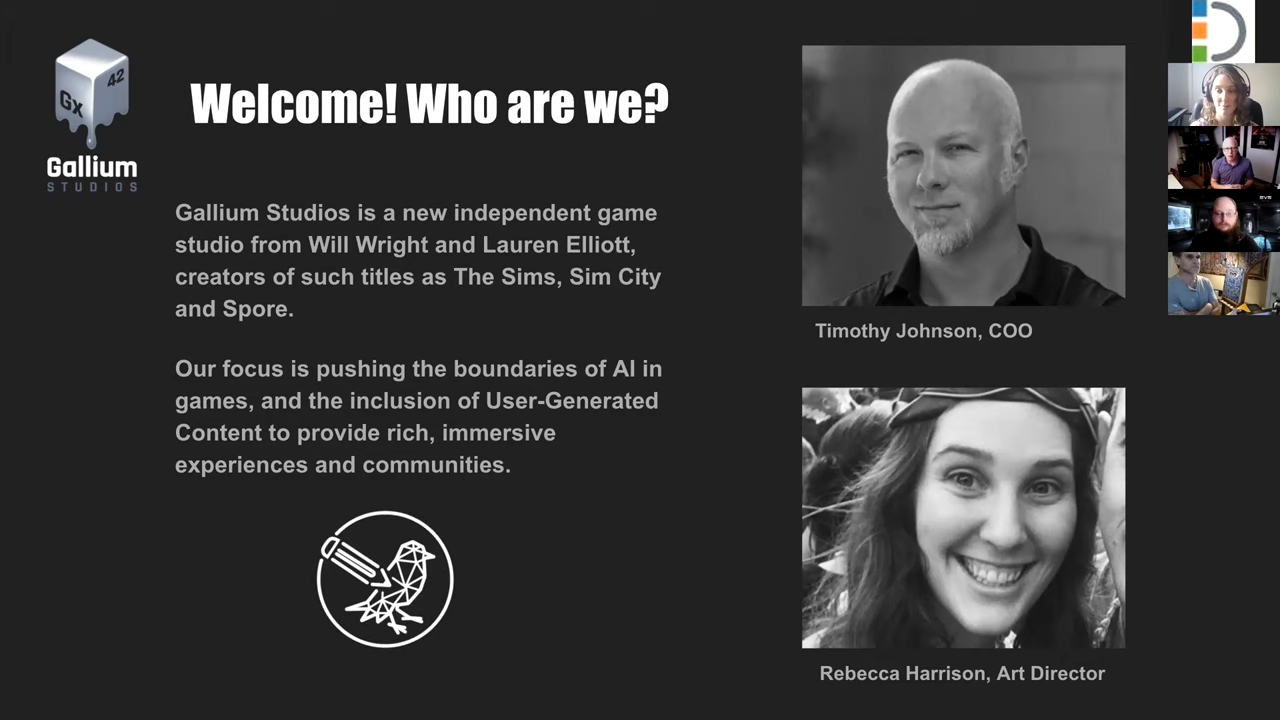 Gx
42
Gallium
STUDIOS
Welcome! Who are we?
Gallium Studios is a new independent game
studio from Will Wright and Lauren Elliott,
creators of such titles as The Sims, Sim City
and Spore.
Our focus is pushing the boundaries of AI in
games, and the inclusion of User-Generated
Content to provide rich, immersive
experiences and communities.
Timothy Johnson, COO
Rebecca Harrison, Art Director